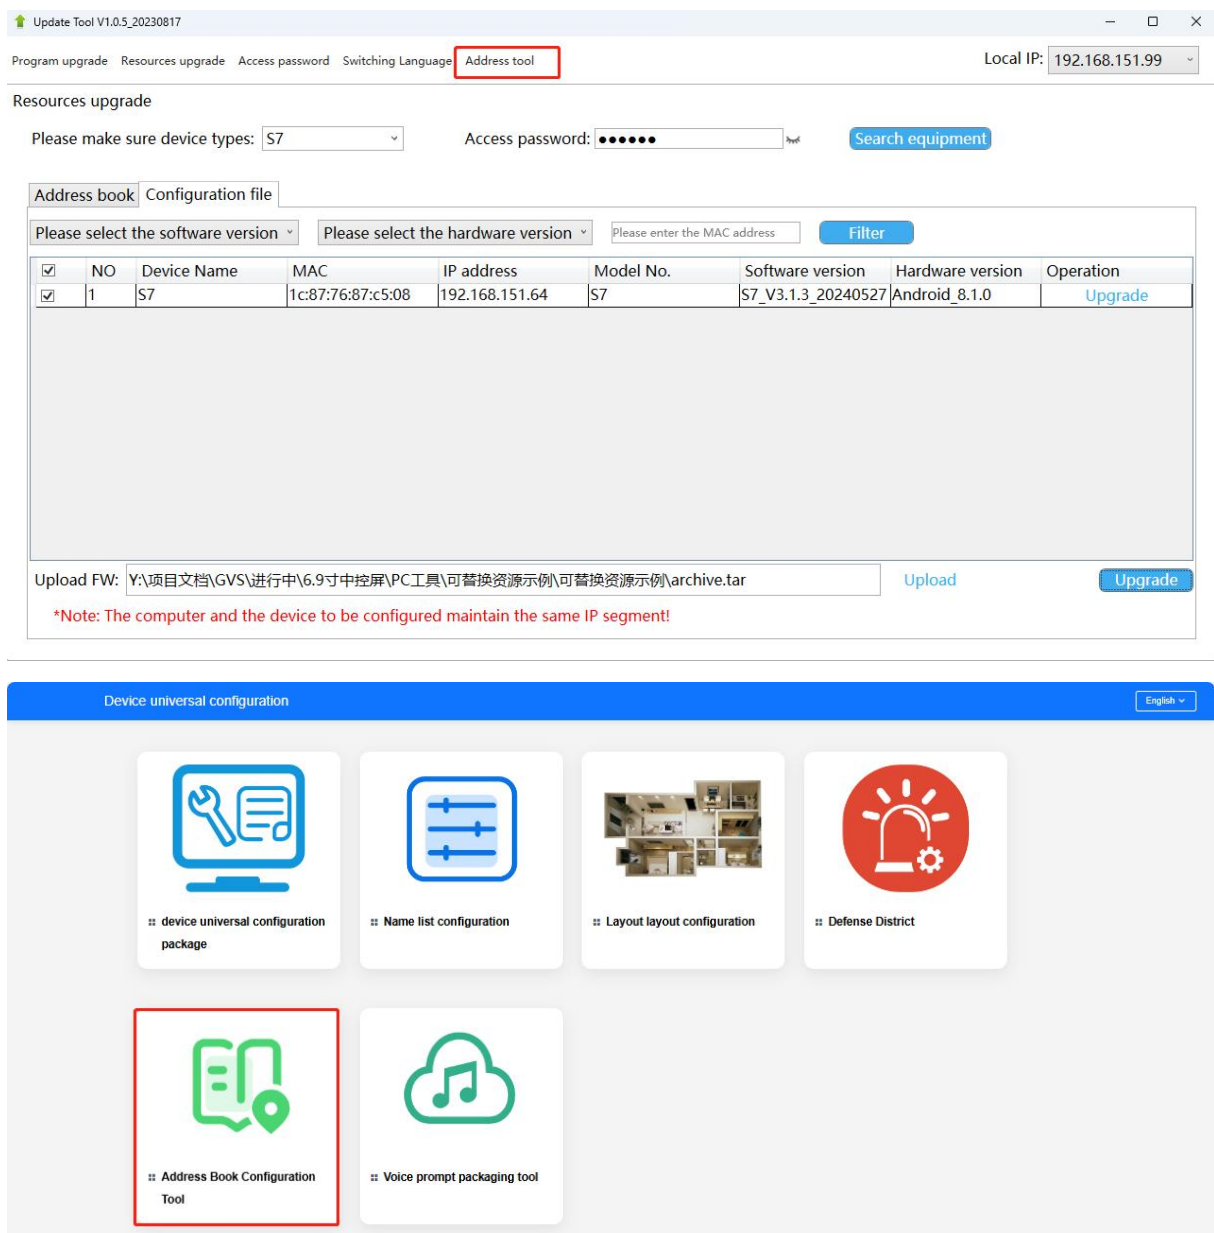 Update Tool V1.0.5_20230817
Program upgrade Resources upgrade Access password Switching Language Address tool Local IP: 192.168.151.99
Resources upgrade
Please make sure device types: S7 Access password: ●●●●●● Search equipment
Address book Configuration file
Please select the software version Please select the hardware version Please enter the MAC address Filter
NO Device Name MAC IP address Model No. Software version Hardware version Operation
1 S7 1c:87:76:87:c5:08 192.168.151.64 S7 S7_V3.1.3_20240527 Android_8.1.0 Upgrade
Upload FW: Y:\项目文档\GVS\进行中\6.9寸中控屏\PC工具\可替换资源示例\可替换资源示例\archive.tar Upload Upgrade
*Note: The computer and the device to be configured maintain the same IP segment!
Device universal configuration English
device universal configuration
package
Name list configuration
Layout layout configuration
Defense District
Address Book Configuration
Tool
Voice prompt packaging tool